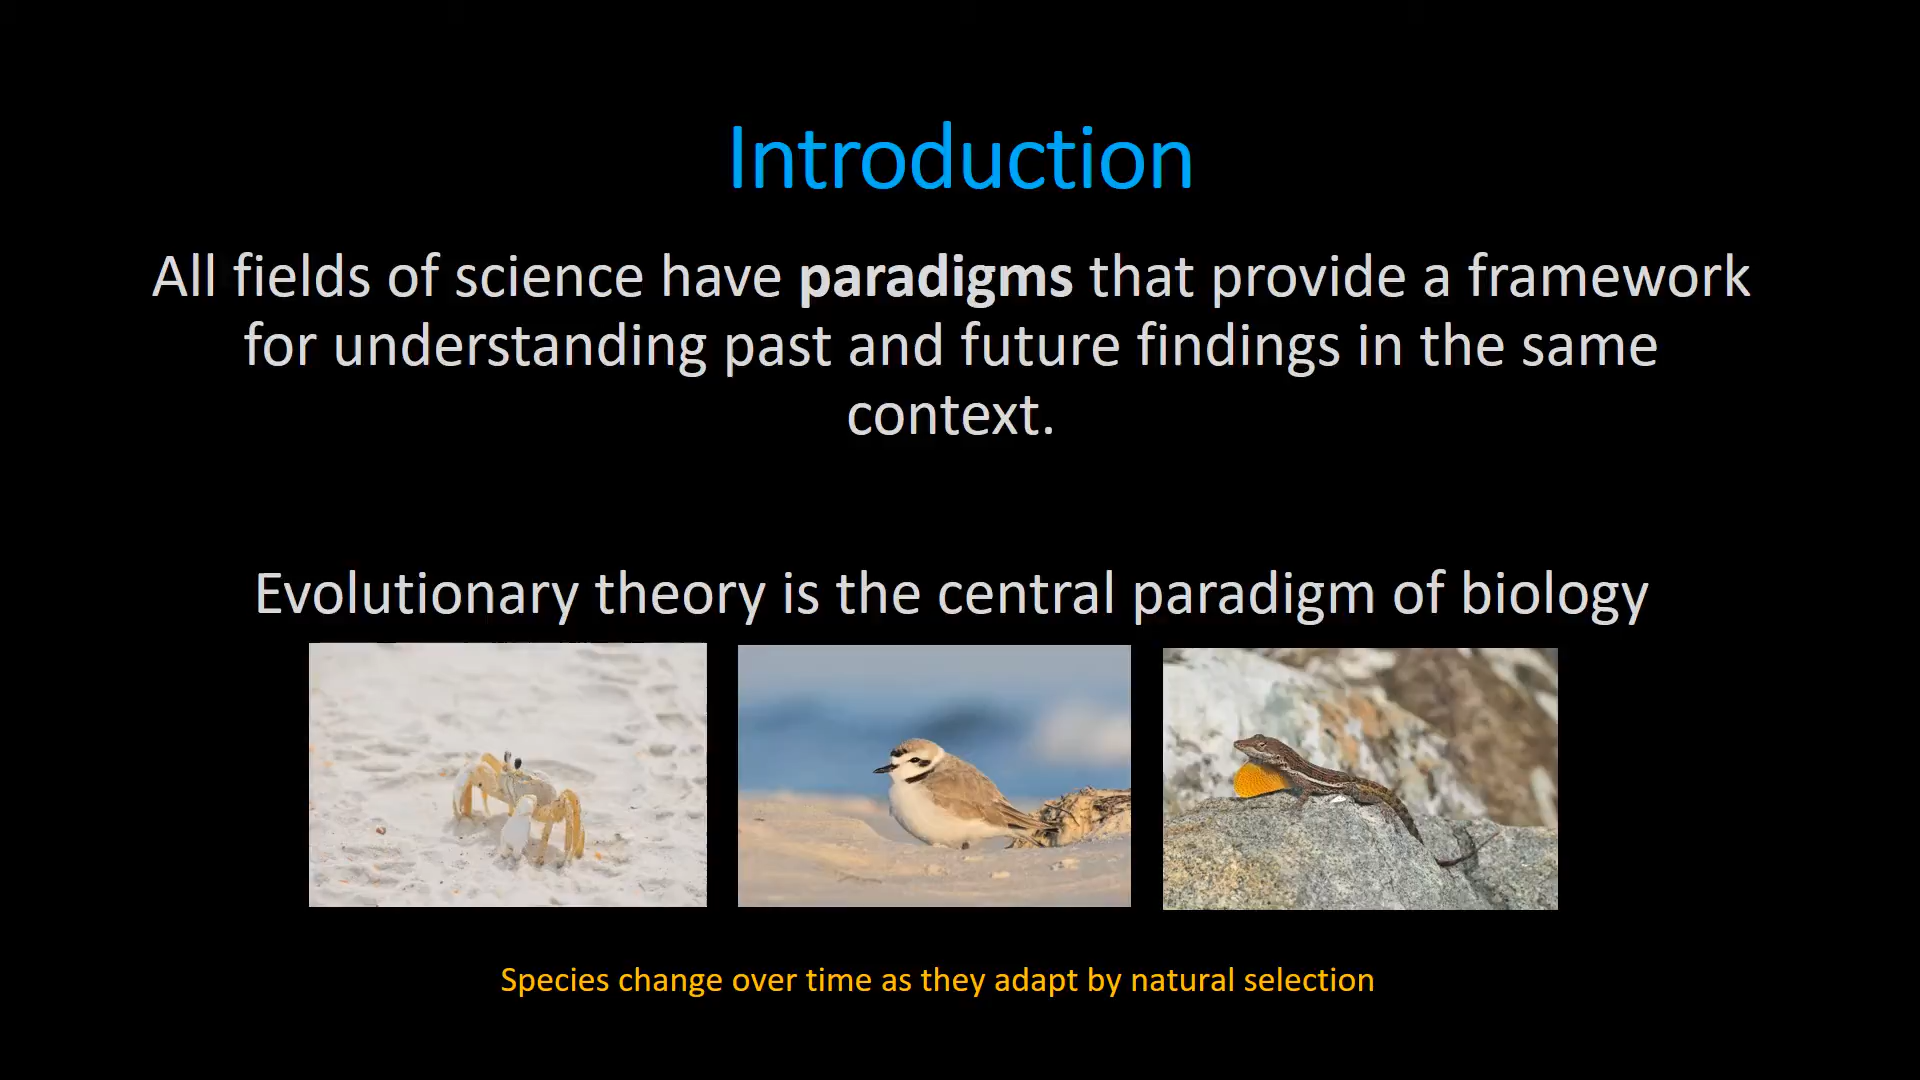 Introduction
All fields of science have paradigms that provide a framework
for understanding past and future findings in the same
context.
Evolutionary theory is the central paradigm of biology
Species change over time as they adapt by natural selection